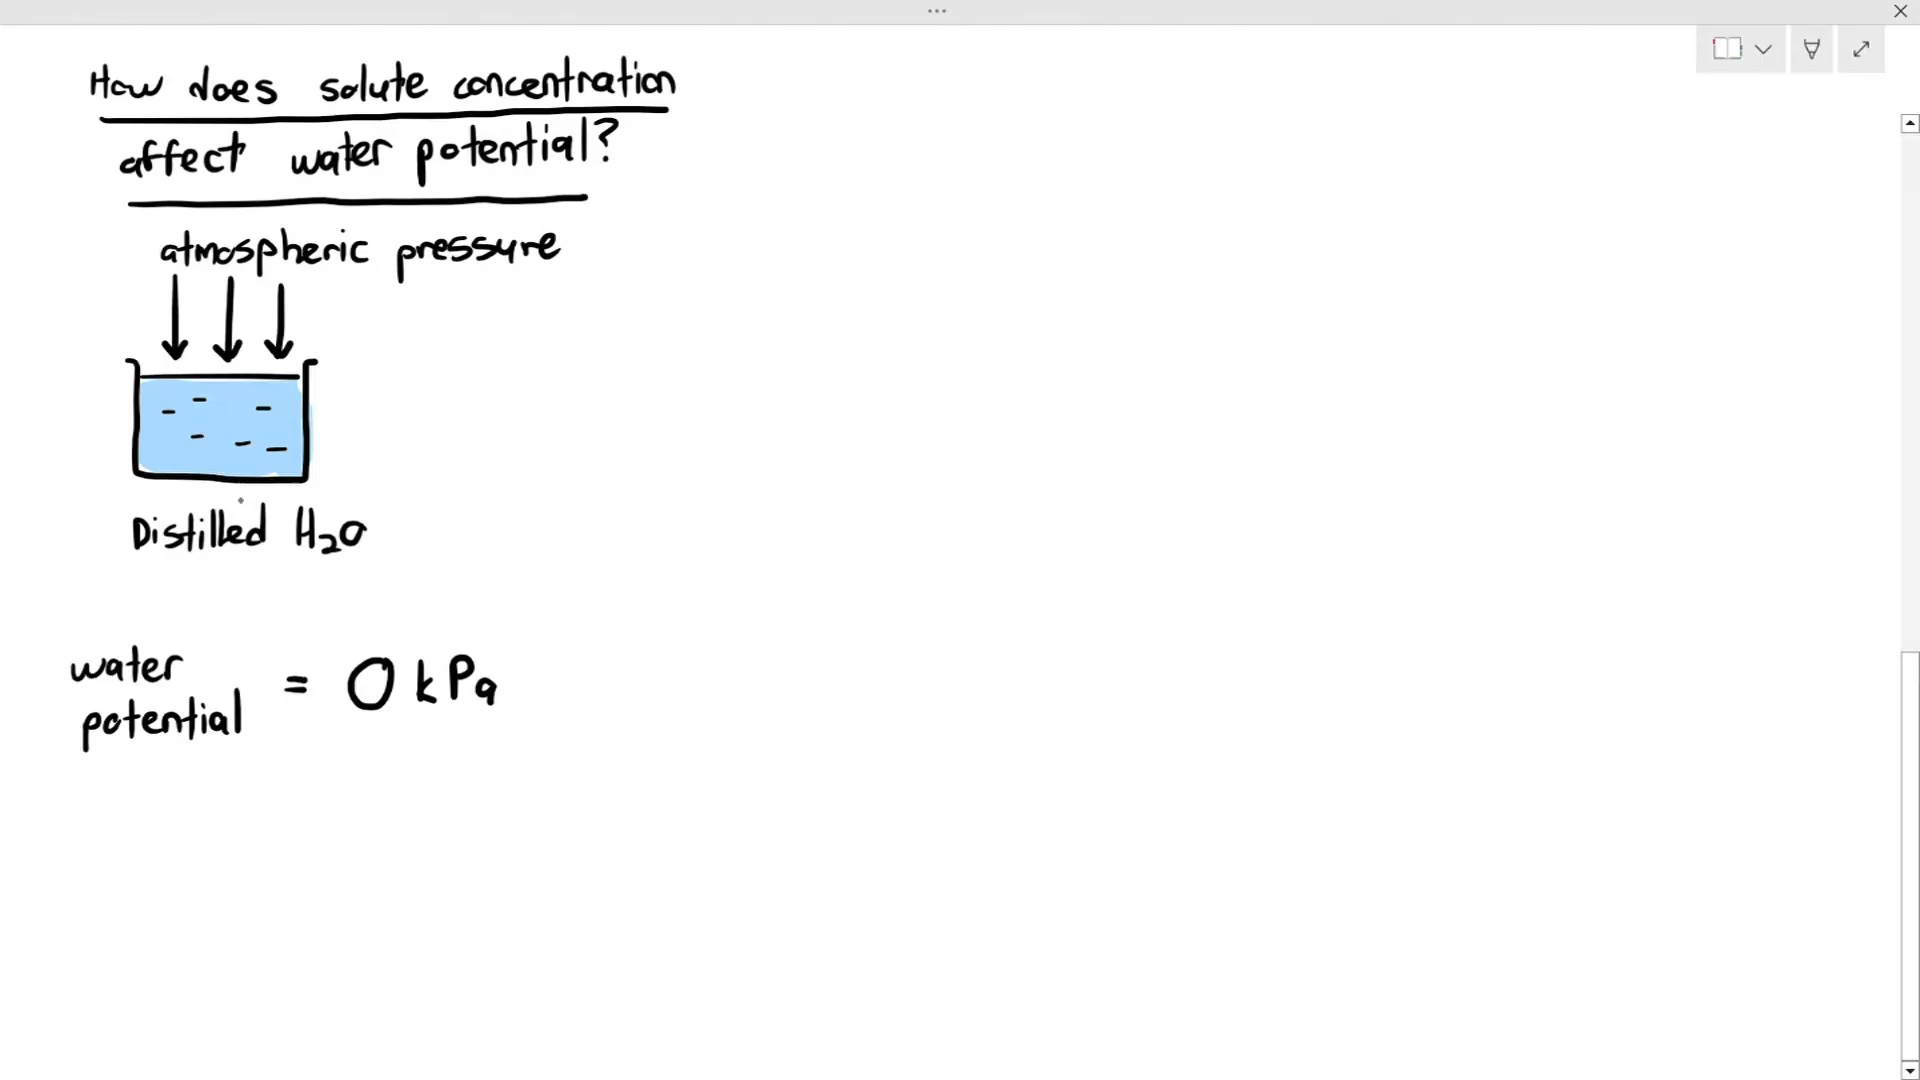 How does solute concentration
affect water potential?
atmospheric pressure
Distilled H₂O
water
potential = 0 kPa